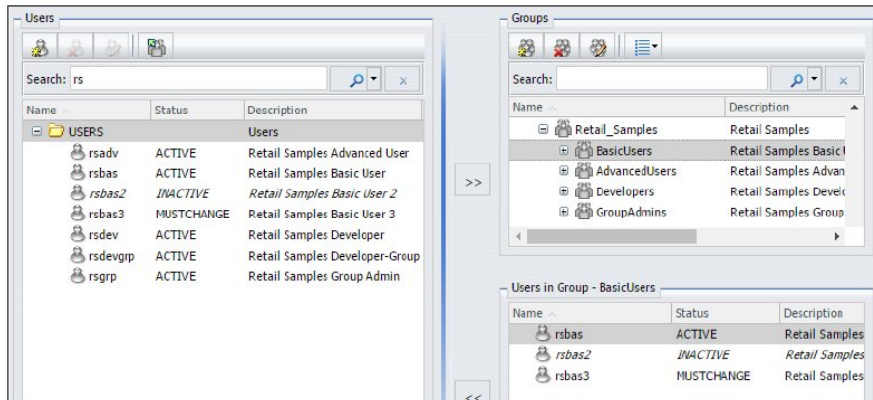 Users
Search: rs
Name Status Description
USERS Users
rsadv ACTIVE Retail Samples Advanced User
rsbas ACTIVE Retail Samples Basic User
rsbas2 INACTIVE Retail Samples Basic User 2
rsbas3 MUSTCHANGE Retail Samples Basic User 3
rsdev ACTIVE Retail Samples Developer
rsdevgrp ACTIVE Retail Samples Developer-Group
rsgrp ACTIVE Retail Samples Group Admin
>>
<<
Groups
Search:
Name Description
Retail_Samples Retail Samples
BasicUsers Retail Samples Basic
AdvancedUsers Retail Samples Advan
Developers Retail Samples Develo
GroupAdmins Retail Samples Group
Users in Group - BasicUsers
Name Status Description
rsbas ACTIVE Retail Samples
rsbas2 INACTIVE Retail Samples
rsbas3 MUSTCHANGE Retail Samples